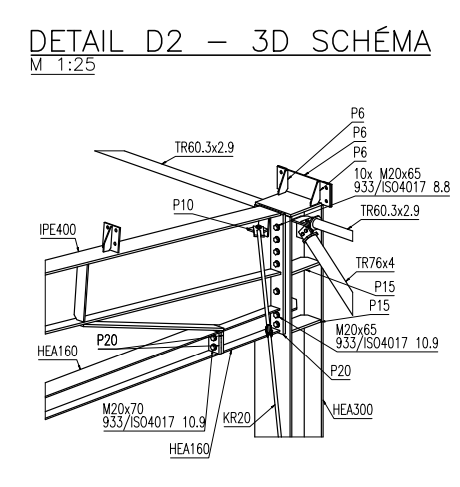 DETAIL D2 – 3D SCHÉMA
M 1:25
P6
P6
P6
TR60.3x2.9
10x M20x65
933/ISO4017 8.8
P10
TR60.3x2.9
IPE400
TR76x4
P15
P15
M20x65
933/ISO4017 10.9
P20
HEA160
P20
M20x70
933/ISO4017 10.9
KR20
HEA300
HEA160